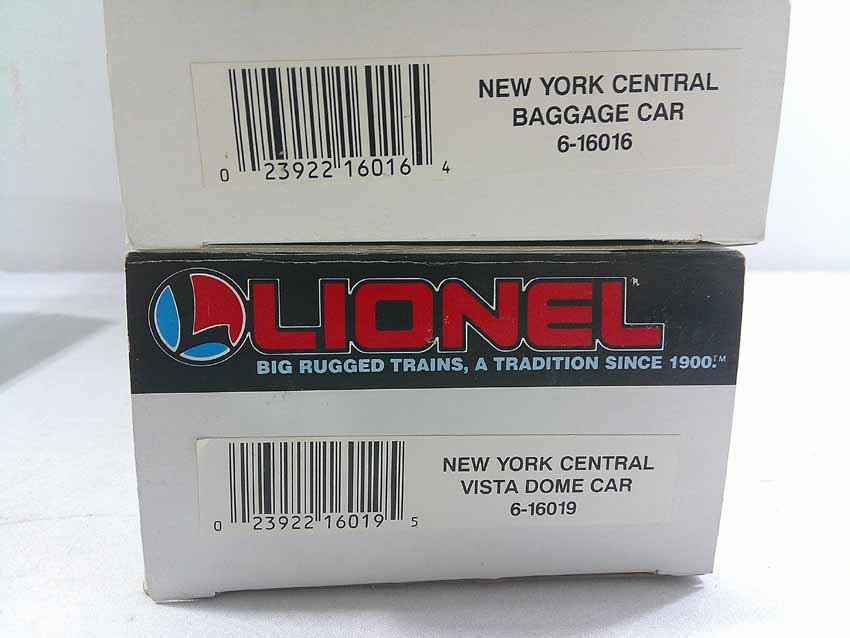 NEW YORK CENTRAL
BAGGAGE CAR
6-16016
0 23922 16016 4
LIONEL
BIG RUGGED TRAINS, A TRADITION SINCE 1900.™
NEW YORK CENTRAL
VISTA DOME CAR
6-16019
0 23922 16019 5